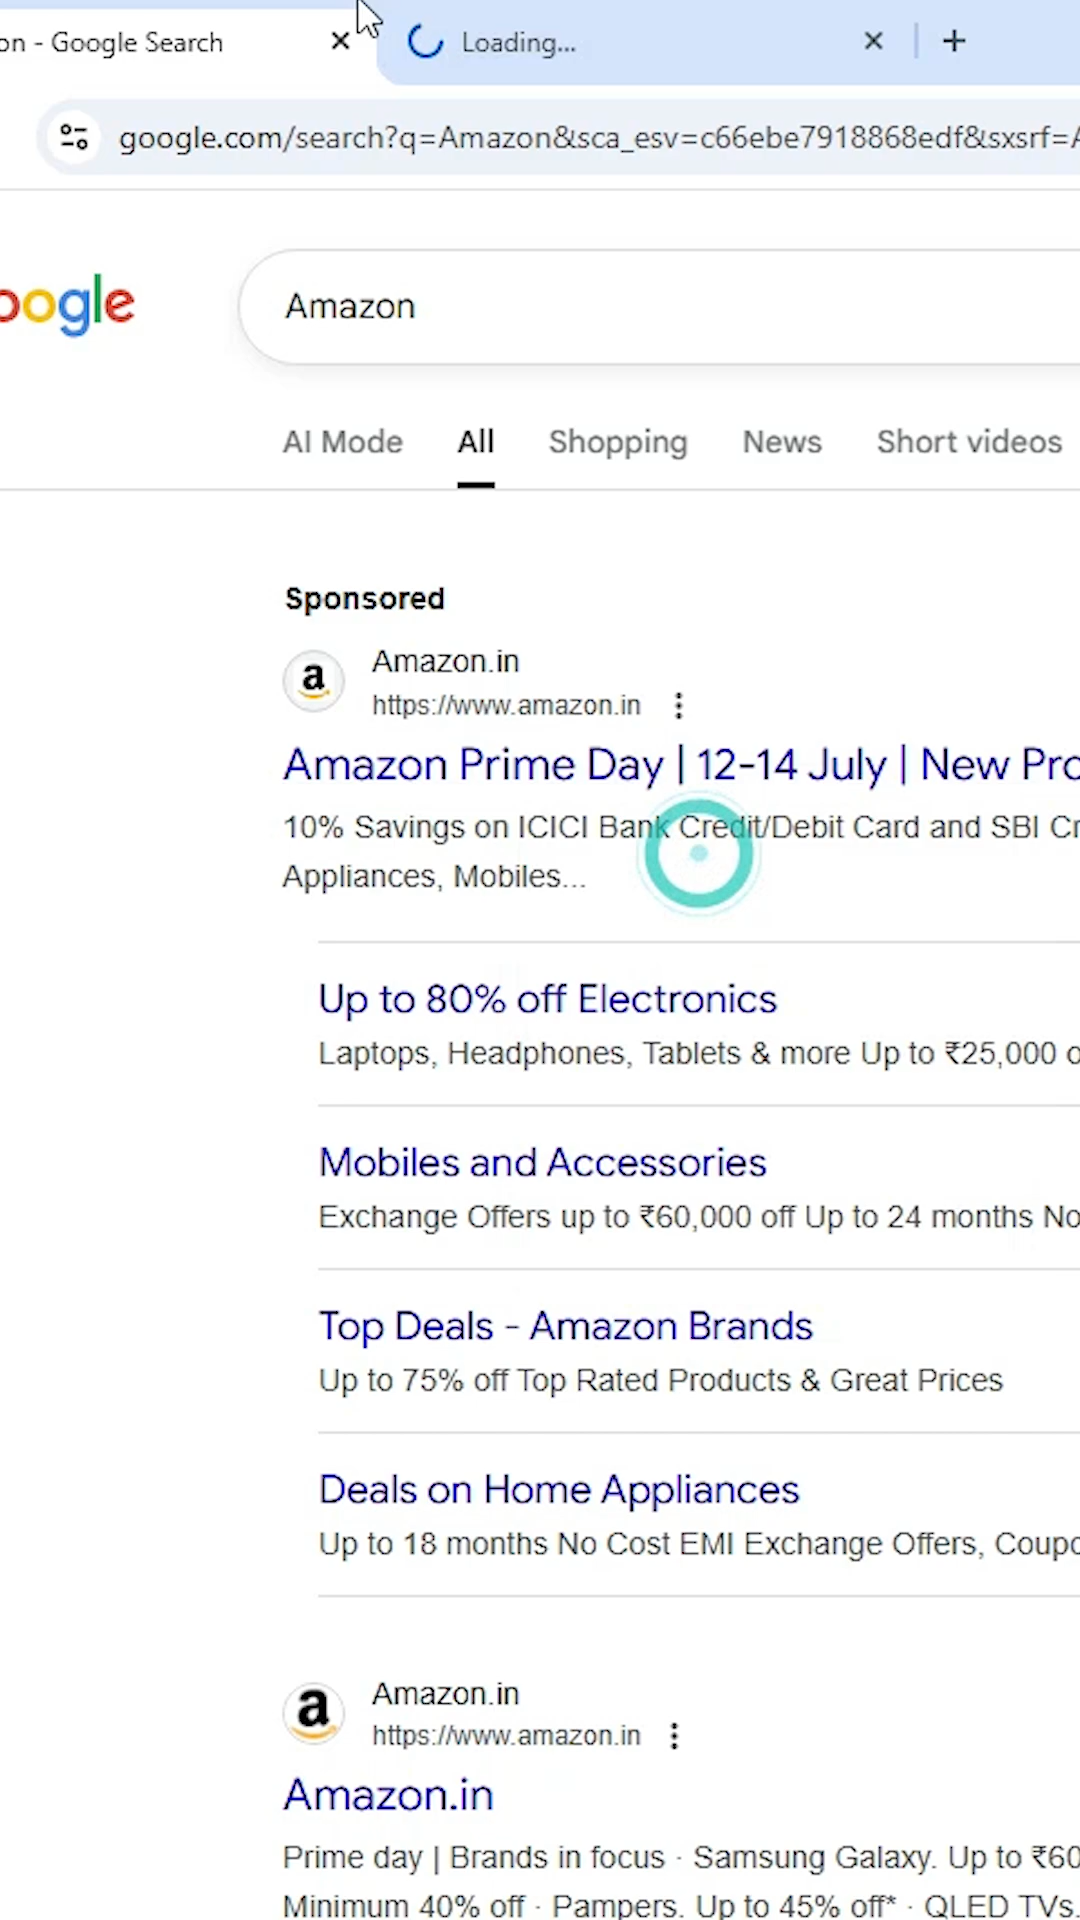 on - Google Search
Loading...
google.com/search?q=Amazon&sca_esv=c66ebe7918868edf&sxsrf=A
oogle
Amazon
AI Mode All Shopping News Short videos
Sponsored
a
Amazon.in
https://www.amazon.in
Amazon Prime Day | 12-14 July | New Pro
10% Savings on ICICI Bank Credit/Debit Card and SBI Cr
Appliances, Mobiles...
Up to 80% off Electronics
Laptops, Headphones, Tablets & more Up to ₹25,000 o
Mobiles and Accessories
Exchange Offers up to ₹60,000 off Up to 24 months No
Top Deals - Amazon Brands
Up to 75% off Top Rated Products & Great Prices
Deals on Home Appliances
Up to 18 months No Cost EMI Exchange Offers, Coupo
a
Amazon.in
https://www.amazon.in
Amazon.in
Prime day | Brands in focus · Samsung Galaxy. Up to ₹60
Minimum 40% off · Pampers. Up to 45% off* · QLED TVs.